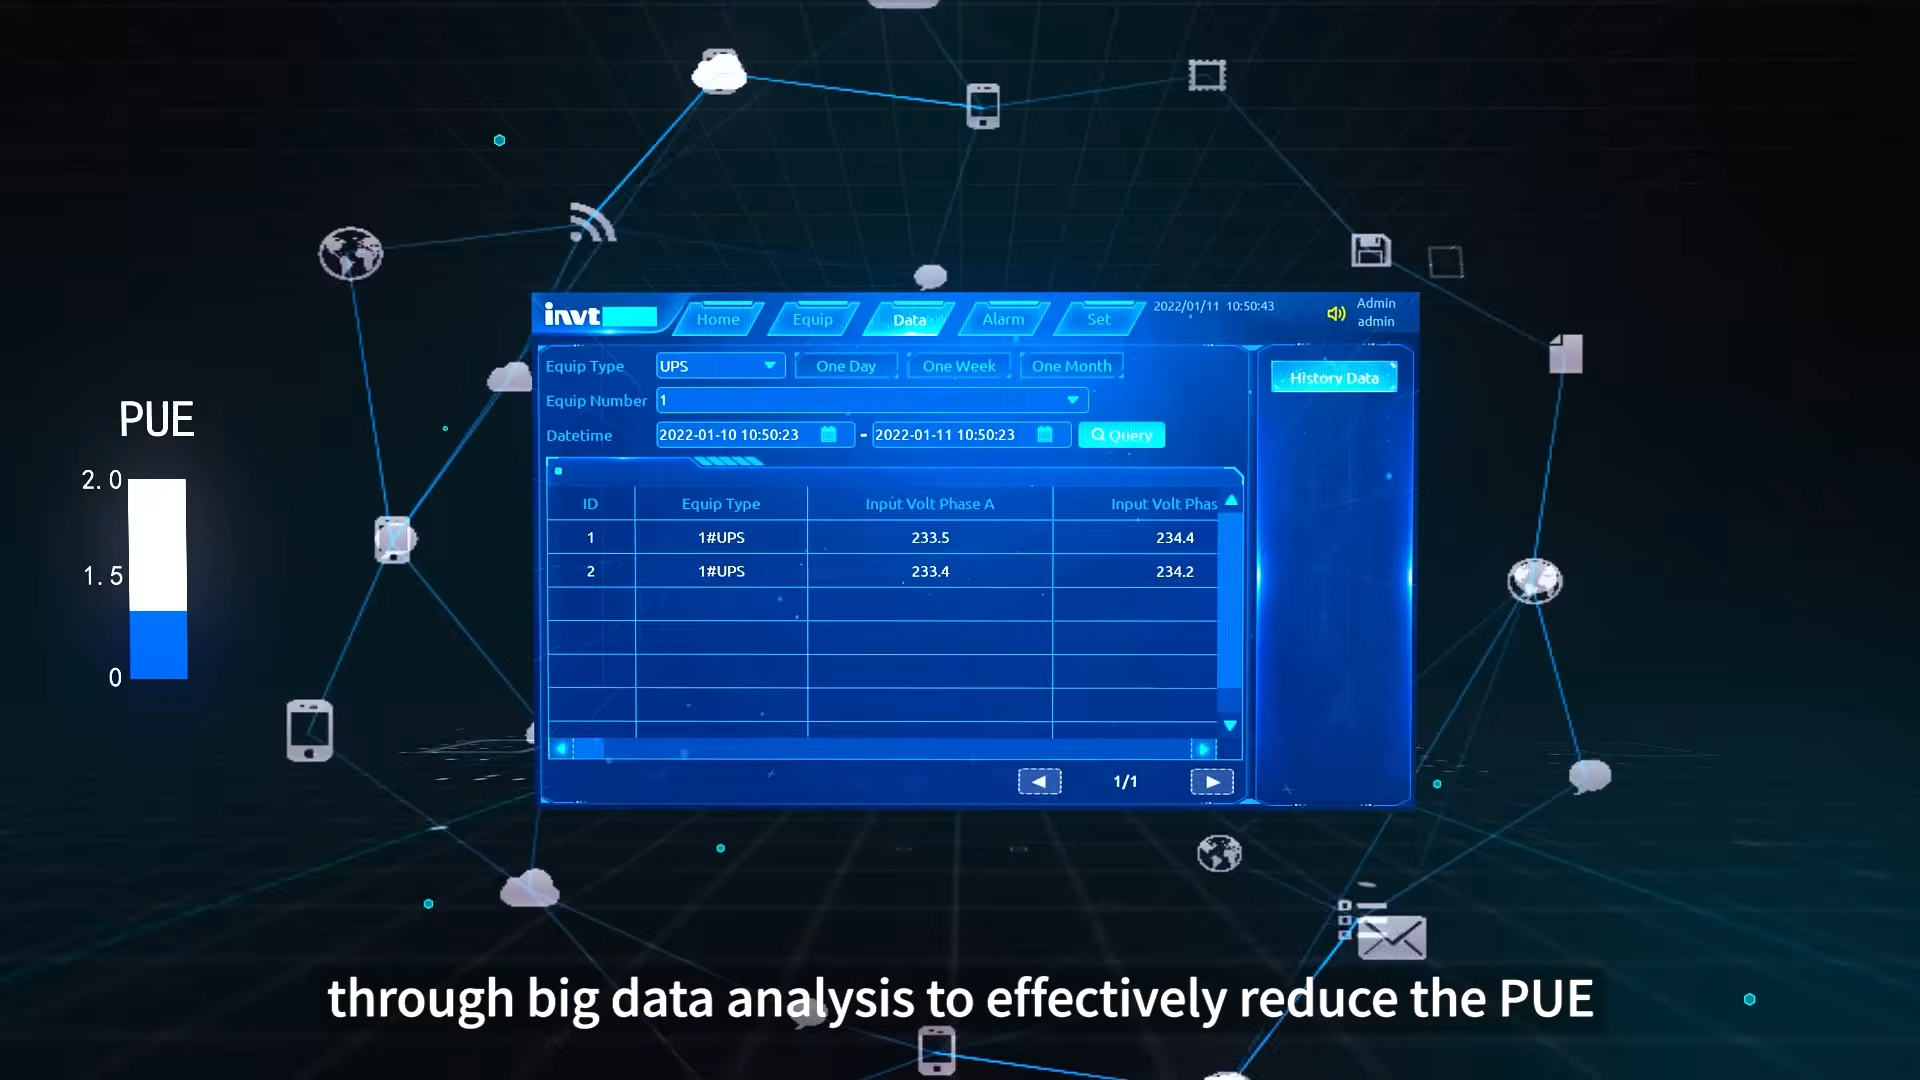 invt
Home
Equip
Data
Alarm
Set
2022/01/11 10:50:43
Admin
admin
Equip Type
UPS
One Day
One Week
One Month
History Data
Equip Number
1
Datetime
2022-01-10 10:50:23
-
2022-01-11 10:50:23
Query
ID Equip Type Input Volt Phase A Input Volt Phas
1 1#UPS 233.5 234.4
2 1#UPS 233.4 234.2
1/1
PUE
2.0
1.5
0
through big data analysis to effectively reduce the PUE